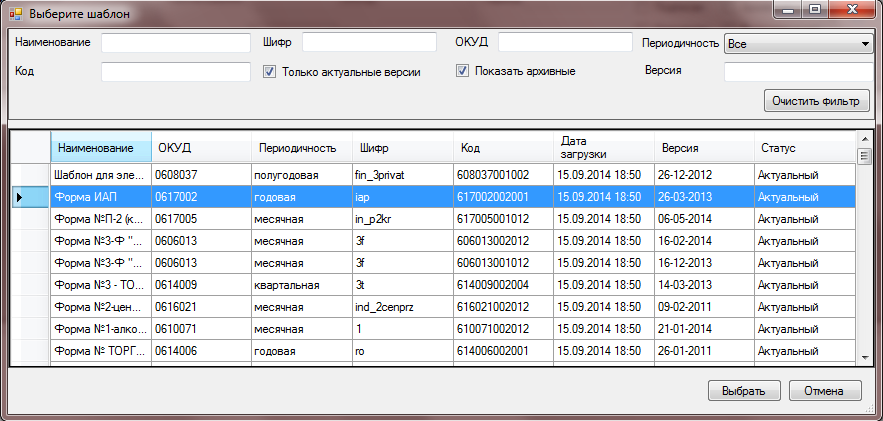 Выберите шаблон
Наименование Шифр ОКУД Периодичность Все
Код Только актуальные версии Показать архивные Версия
Очистить фильтр
Наименование ОКУД Периодичность Шифр Код Дата загрузки Версия Статус
Шаблон для эле... 0608037 полугодовая fin_3privat 608037001002 15.09.2014 18:50 26-12-2012 Актуальный
Форма ИАП 0617002 годовая iap 617002002001 15.09.2014 18:50 26-03-2013 Актуальный
Форма №П-2 (к... 0617005 месячная in_p2kr 617005001012 15.09.2014 18:50 06-05-2014 Актуальный
Форма №3-Ф "... 0606013 месячная 3f 606013002012 15.09.2014 18:50 16-02-2014 Актуальный
Форма №3-Ф "... 0606013 месячная 3f 606013001012 15.09.2014 18:50 16-12-2013 Актуальный
Форма №3 - ТО... 0614009 квартальная 3t 614009002004 15.09.2014 18:50 14-03-2013 Актуальный
Форма №2-цен... 0616021 месячная ind_2cenprz 616021002012 15.09.2014 18:50 09-02-2011 Актуальный
Форма №1-алко... 0610071 месячная 1 610071002012 15.09.2014 18:50 21-01-2014 Актуальный
Форма № ТОРГ... 0614006 годовая ro 614006002001 15.09.2014 18:50 26-01-2011 Актуальный
Выбрать Отмена